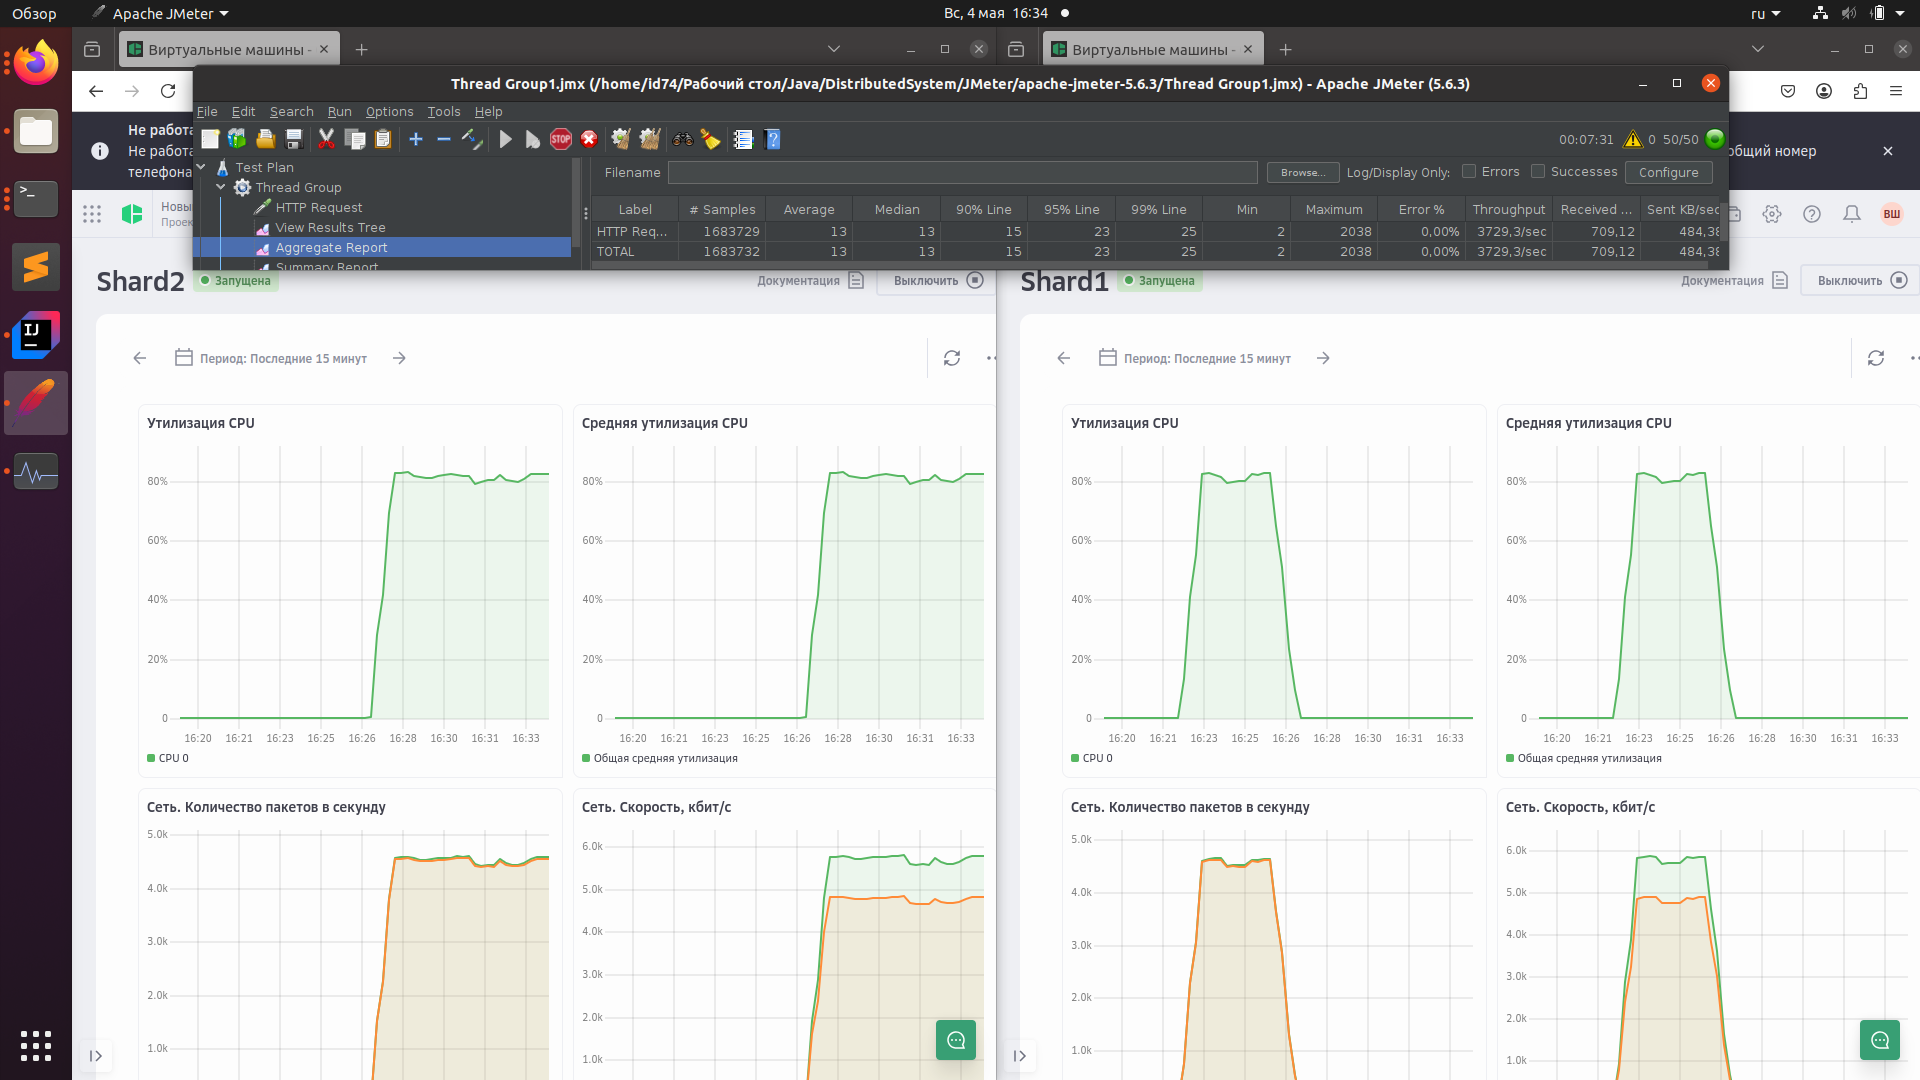 Обзор
Apache JMeter
Вс, 4 мая 16:34
ru
Виртуальные машины -
Виртуальные машины -
Thread Group1.jmx (/home/id74/Рабочий стол/Java/DistributedSystem/JMeter/apache-jmeter-5.6.3/Thread Group1.jmx) - Apache JMeter (5.6.3)
File Edit Search Run Options Tools Help
STOP
00:07:31 0 50/50
Не работа
Не работа
телефона
общий номер
Test Plan
Thread Group
HTTP Request
View Results Tree
Aggregate Report
Summary Report
Filename Browse... Log/Display Only: Errors Successes Configure
Label # Samples Average Median 90% Line 95% Line 99% Line Min Maximum Error % Throughput Received ... Sent KB/sec
HTTP Req... 1683729 13 13 15 23 25 2 2038 0,00% 3729,3/sec 709,12 484,38
TOTAL 1683732 13 13 15 23 25 2 2038 0,00% 3729,3/sec 709,12 484,38
Новы
Проек
ВШ
Shard2
Запущена
Документация
Выключить
Период: Последние 15 минут
Утилизация CPU
80%
60%
40%
20%
0
16:20 16:21 16:23 16:25 16:26 16:28 16:30 16:31 16:33
CPU 0
Средняя утилизация CPU
80%
60%
40%
20%
0
16:20 16:21 16:23 16:25 16:26 16:28 16:30 16:31 16:33
Общая средняя утилизация
Сеть. Количество пакетов в секунду
5.0k
4.0k
3.0k
2.0k
1.0k
Сеть. Скорость, кбит/с
6.0k
5.0k
4.0k
3.0k
2.0k
1.0k
Shard1
Запущена
Документация
Выключить
Период: Последние 15 минут
Утилизация CPU
80%
60%
40%
20%
0
16:20 16:21 16:23 16:25 16:26 16:28 16:30 16:31 16:33
CPU 0
Средняя утилизация CPU
80%
60%
40%
20%
0
16:20 16:21 16:23 16:25 16:26 16:28 16:30 16:31 16:33
Общая средняя утилизация
Сеть. Количество пакетов в секунду
5.0k
4.0k
3.0k
2.0k
1.0k
Сеть. Скорость, кбит/с
6.0k
5.0k
4.0k
3.0k
2.0k
1.0k